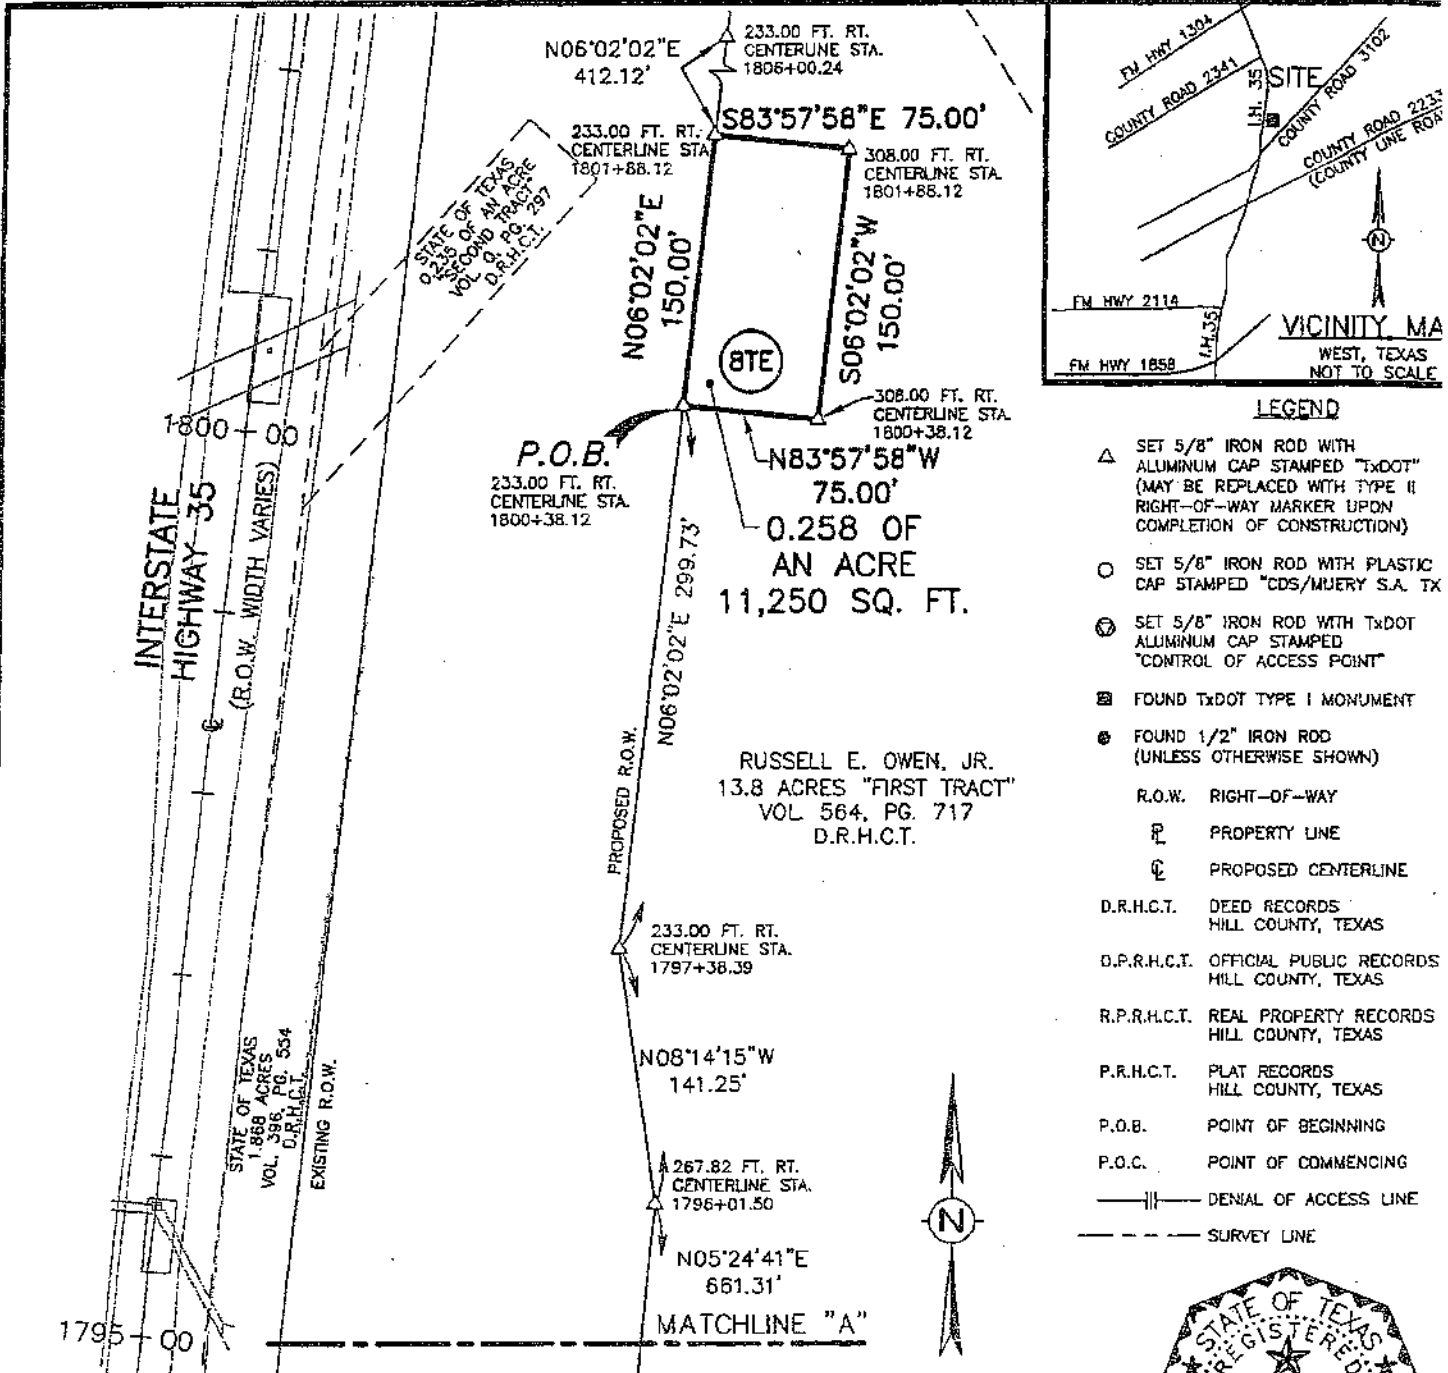 N06°02'02"E
412.12'
233.00 FT. RT.
CENTERLINE STA.
1806+00.24
S83°57'58"E 75.00'
233.00 FT. RT.
CENTERLINE STA.
1801+88.12
308.00 FT. RT.
CENTERLINE STA.
1801+88.12
STATE OF TEXAS
0.235 OF AN ACRE
"SECOND TRACT"
VOL. Q, PG. 297
D.R.H.C.T.
N06°02'02"E
150.00'
S06°02'02"W
150.00'
8TE
308.00 FT. RT.
CENTERLINE STA.
1800+38.12
1800+00
P.O.B.
233.00 FT. RT.
CENTERLINE STA.
1800+38.12
N83°57'58"W
75.00'
0.258 OF
AN ACRE
11,250 SQ. FT.
INTERSTATE
HIGHWAY 35
(R.O.W. WIDTH VARIES)
N06°02'02"E 299.73'
PROPOSED R.O.W.
RUSSELL E. OWEN, JR.
13.8 ACRES "FIRST TRACT"
VOL 564, PG. 717
D.R.H.C.T.
233.00 FT. RT.
CENTERLINE STA.
1797+38.39
N08°14'15"W
141.25'
STATE OF TEXAS
1.868 ACRES
VOL. 396, PG. 554
D.R.H.C.T.
EXISTING R.O.W.
267.82 FT. RT.
CENTERLINE STA.
1796+01.50
N05°24'41"E
661.31'
MATCHLINE "A"
1795+00
N
FM HWY 1304
COUNTY ROAD 2341
I.H. 35
SITE
COUNTY ROAD 3102
COUNTY ROAD 2233
(COUNTY LINE ROA
N
FM HWY 2114
I.H.35
FM HWY 1858
VICINITY MA
WEST, TEXAS
NOT TO SCALE
LEGEND
SET 5/8" IRON ROD WITH
ALUMINUM CAP STAMPED "TxDOT"
(MAY BE REPLACED WITH TYPE II
RIGHT-OF-WAY MARKER UPON
COMPLETION OF CONSTRUCTION)
SET 5/8" IRON ROD WITH PLASTIC
CAP STAMPED "CDS/MUERY S.A. TX
SET 5/8" IRON ROD WITH TxDOT
ALUMINUM CAP STAMPED
"CONTROL OF ACCESS POINT"
FOUND TxDOT TYPE I MONUMENT
FOUND 1/2" IRON ROD
(UNLESS OTHERWISE SHOWN)
R.O.W. RIGHT-OF-WAY
PL PROPERTY LINE
CL PROPOSED CENTERLINE
D.R.H.C.T. DEED RECORDS
HILL COUNTY, TEXAS
O.P.R.H.C.T. OFFICIAL PUBLIC RECORDS
HILL COUNTY, TEXAS
R.P.R.H.C.T. REAL PROPERTY RECORDS
HILL COUNTY, TEXAS
P.R.H.C.T. PLAT RECORDS
HILL COUNTY, TEXAS
P.O.B. POINT OF BEGINNING
P.O.C. POINT OF COMMENCING
DENIAL OF ACCESS LINE
SURVEY LINE
STATE OF TEXAS
REGISTERED